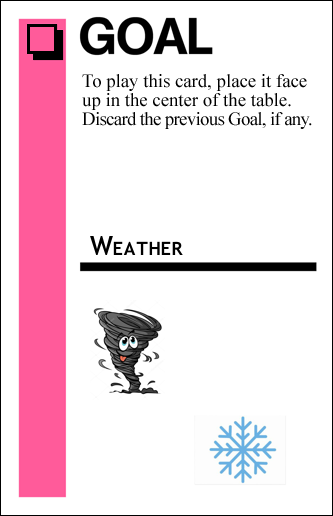 GOAL
To play this card, place it face
up in the center of the table.
Discard the previous Goal, if any.
WEATHER